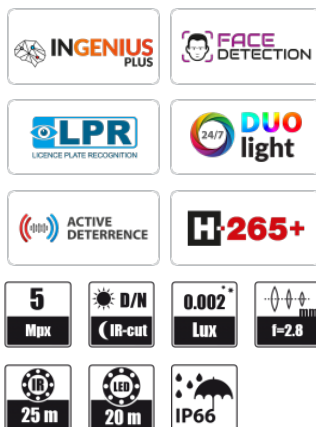 INGENIUS
PLUS
FACE
DETECTION
LPR
LICENCE PLATE RECOGNITION
24/7
DUO
light
ACTIVE
DETERRENCE
H.265+
5
Mpx
D/N
IR-cut
0.002**
Lux
f=2.8
IR
25 m
LED
20 m
IP66